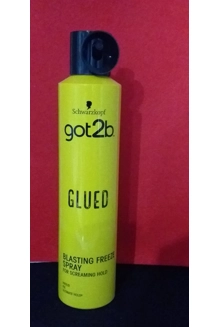 Schwarzkopf
got2b
GLUED
BLASTING FREEZE
SPRAY
FOR SCREAMING HOLD